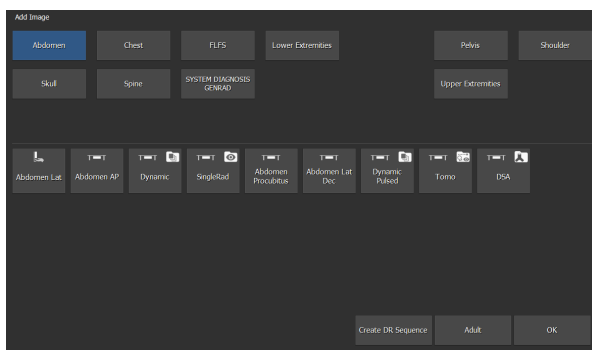 Add Image
Abdomen
Chest
FLFS
Lower Extremities
Pelvis
Shoulder
Skull
Spine
SYSTEM DIAGNOSIS
GENRAD
Upper Extremities
Abdomen Lat
Abdomen AP
Dynamic
SingleRad
Abdomen
Procubitus
Abdomen Lat
Dec
Dynamic
Pulsed
Tomo
DSA
Create DR Sequence
Adult
OK